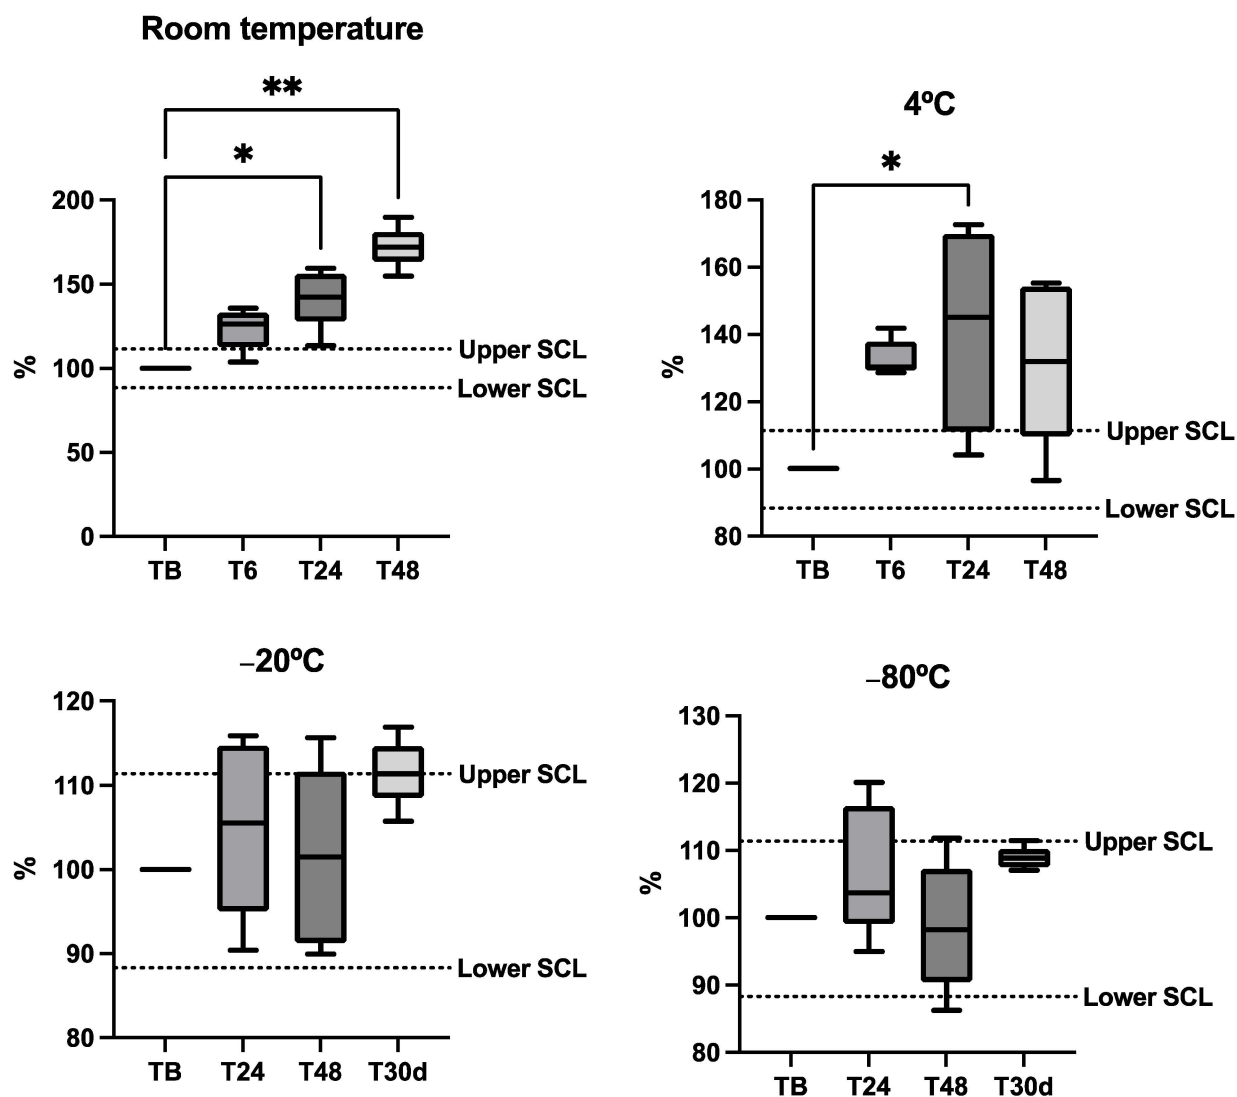 Room temperature
**
*
200
150
100
50
0
%
Upper SCL
Lower SCL
TB T6 T24 T48
4ºC
*
180
160
140
120
100
80
%
Upper SCL
Lower SCL
TB T6 T24 T48
–20ºC
120
110
100
90
80
%
Upper SCL
Lower SCL
TB T24 T48 T30d
–80ºC
130
120
110
100
90
80
%
Upper SCL
Lower SCL
TB T24 T48 T30d